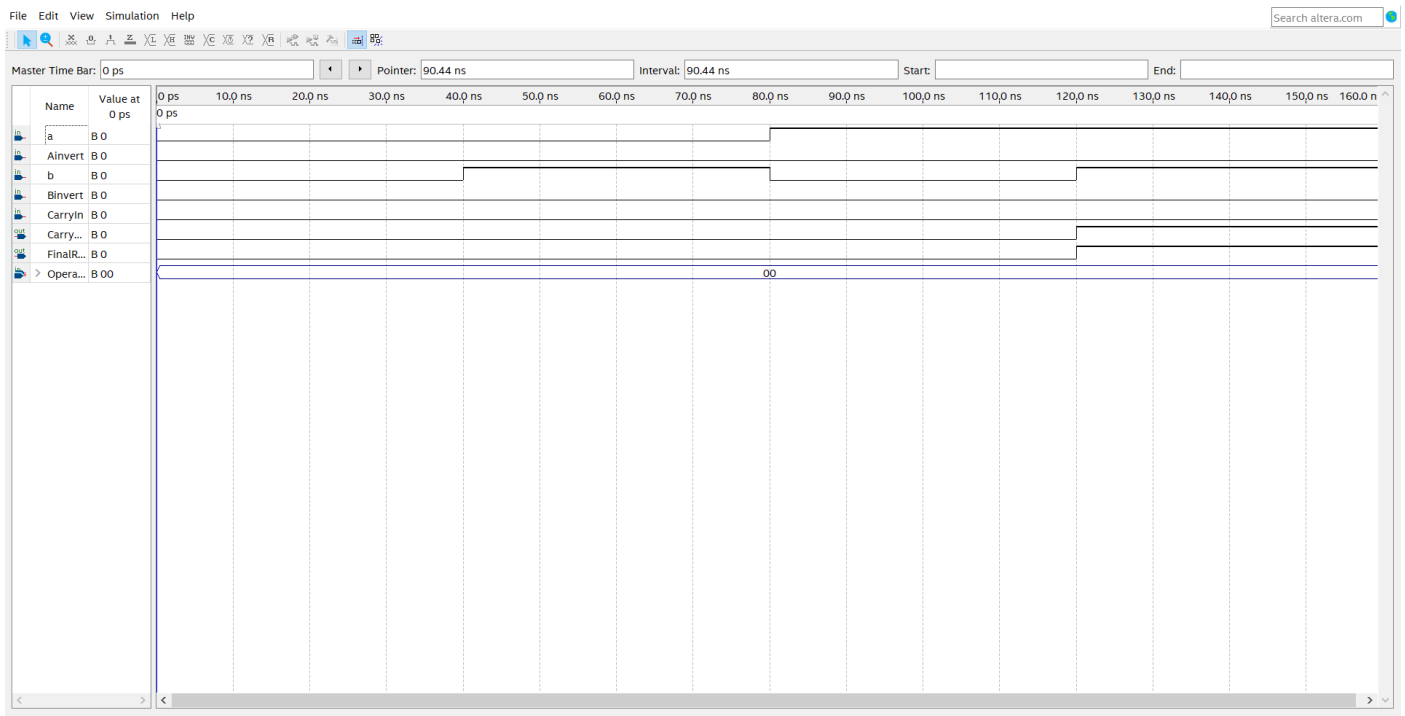 File Edit View Simulation Help
Search altera.com
Master Time Bar: 0 ps Pointer: 90.44 ns Interval: 90.44 ns Start: End:
Name Value at 0 ps
0 ps 10.0 ns 20.0 ns 30.0 ns 40.0 ns 50.0 ns 60.0 ns 70.0 ns 80.0 ns 90.0 ns 100.0 ns 110.0 ns 120.0 ns 130.0 ns 140.0 ns 150.0 ns 160.0 n
0 ps
a B 0
Ainvert B 0
b B 0
Binvert B 0
CarryIn B 0
Carry... B 0
FinalR... B 0
Opera... B 00 00